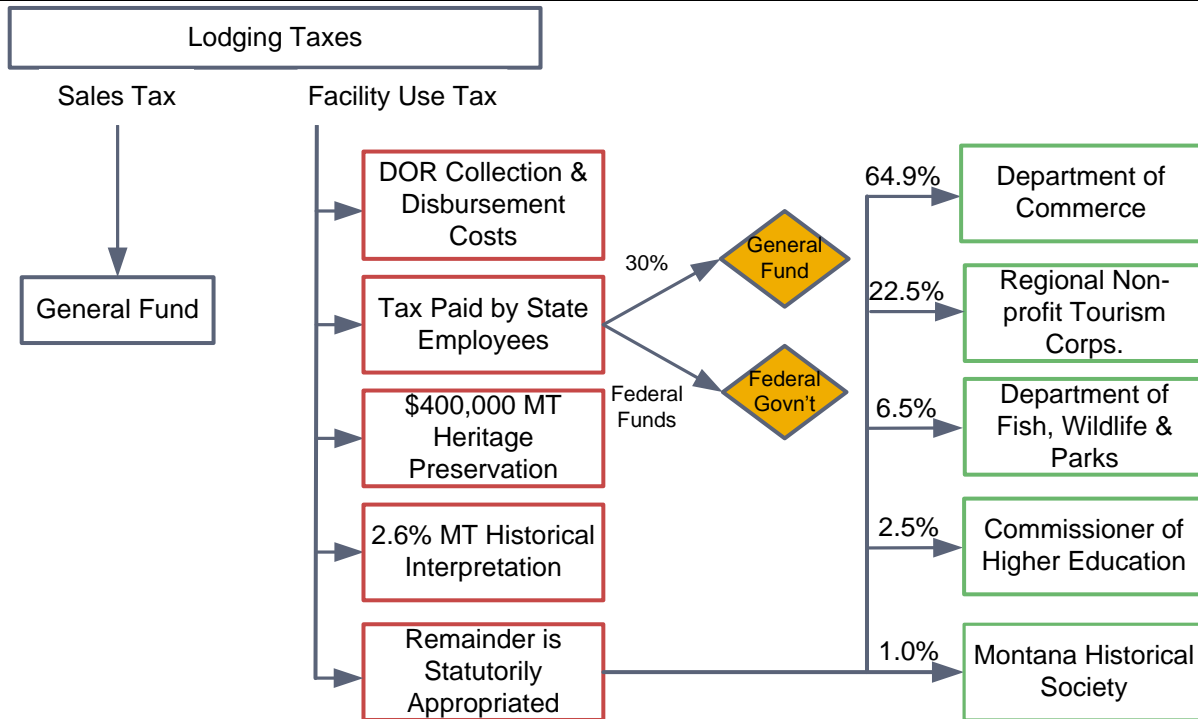 Lodging Taxes
Sales Tax
Facility Use Tax
General Fund
DOR Collection &
Disbursement
Costs
Tax Paid by State
Employees
$400,000 MT
Heritage
Preservation
2.6% MT Historical
Interpretation
Remainder is
Statutorily
Appropriated
30%
General
Fund
Federal
Funds
Federal
Govn't
64.9%
Department of
Commerce
22.5%
Regional Non-
profit Tourism
Corps.
6.5%
Department of
Fish, Wildlife &
Parks
2.5%
Commissioner of
Higher Education
1.0%
Montana Historical
Society